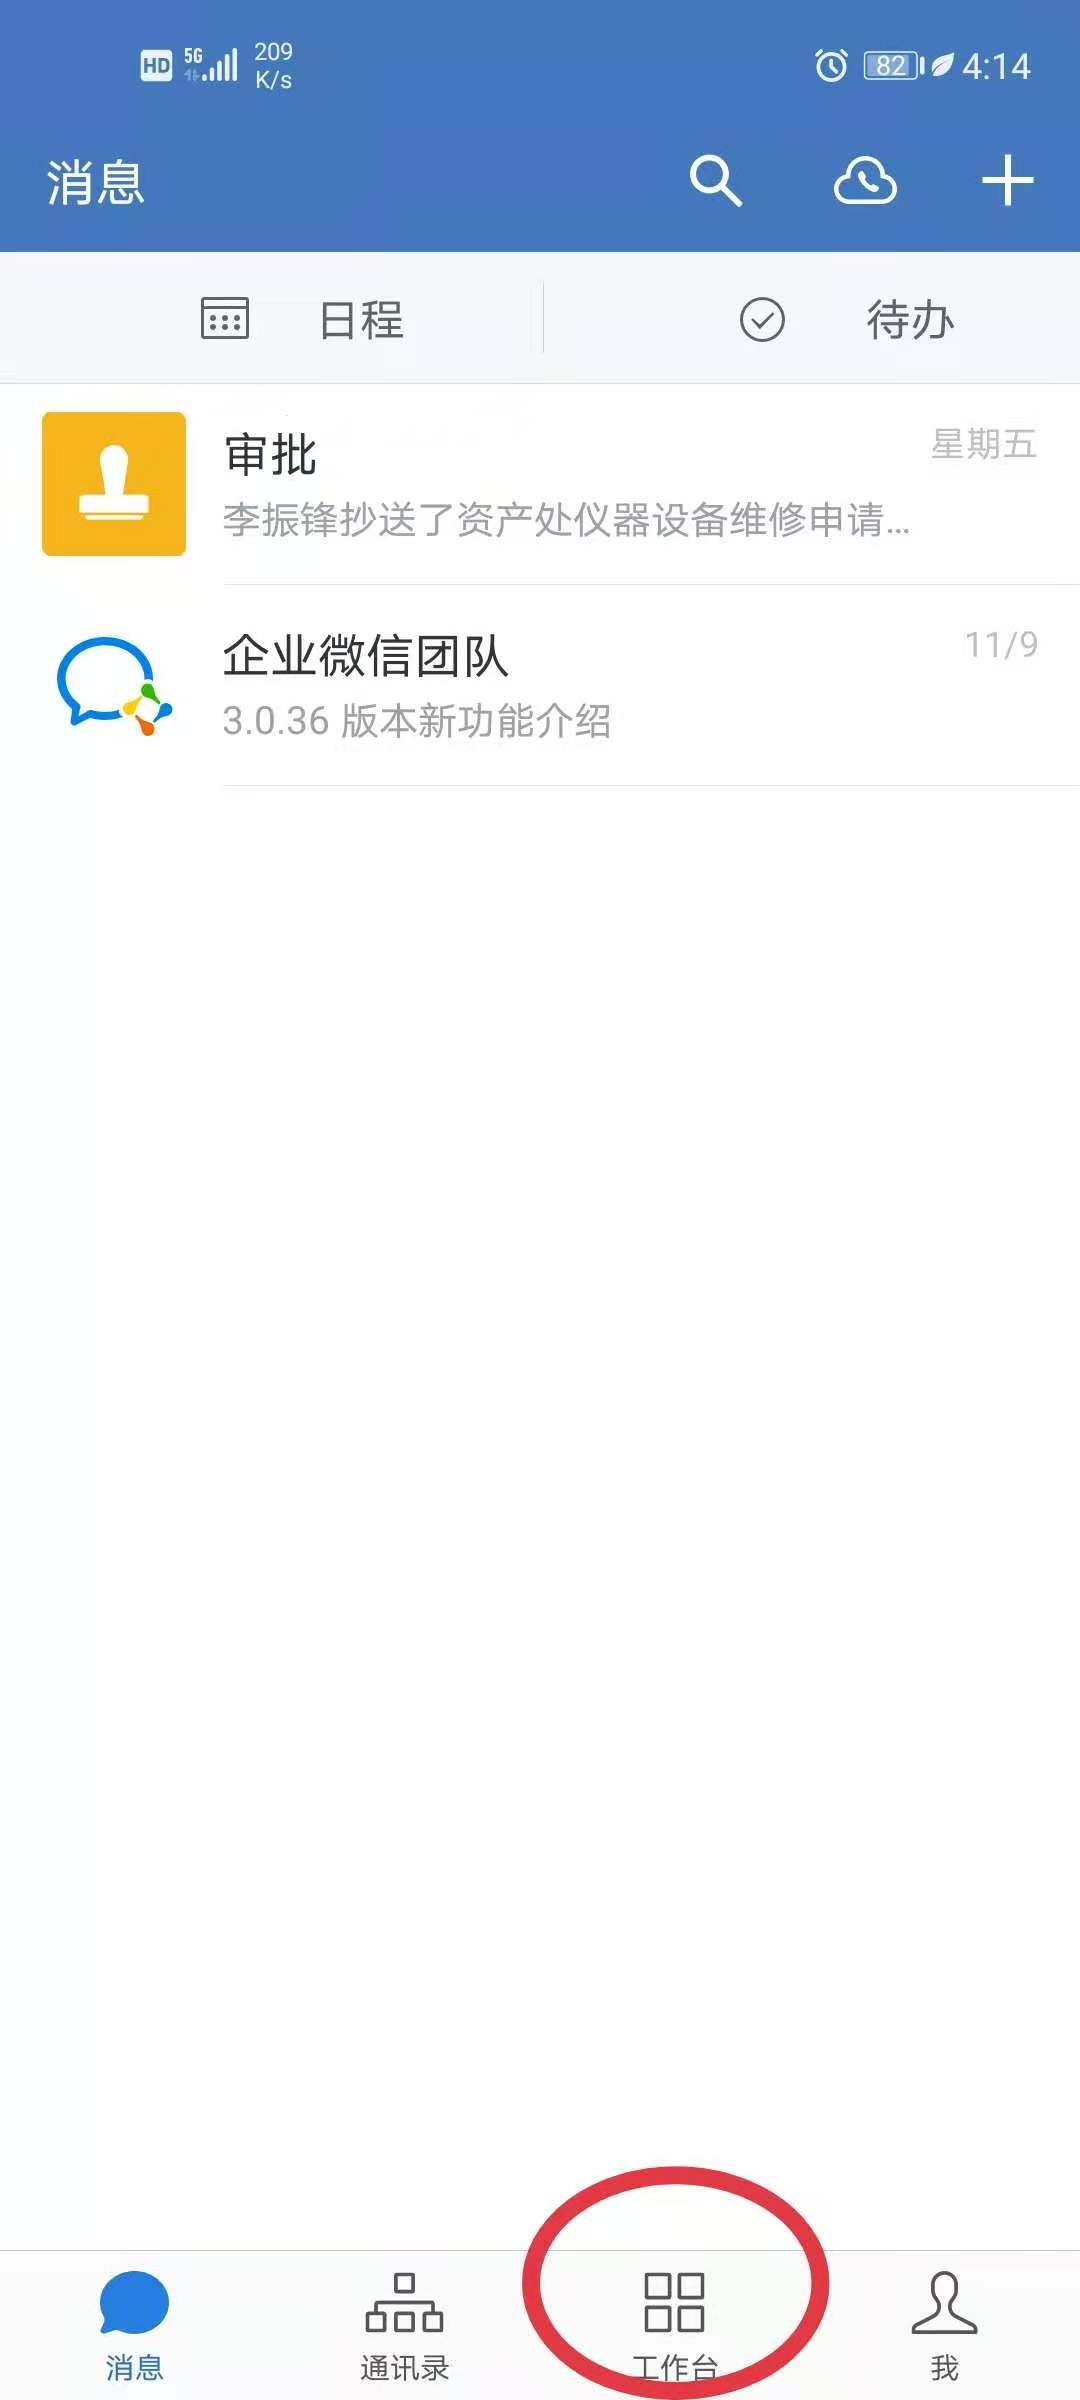 HD 5G 209 K/s 82 4:14
消息
日程 待办
审批 星期五
李振锋抄送了资产处仪器设备维修申请...
企业微信团队 11/9
3.0.36 版本新功能介绍
消息 通讯录 工作台 我